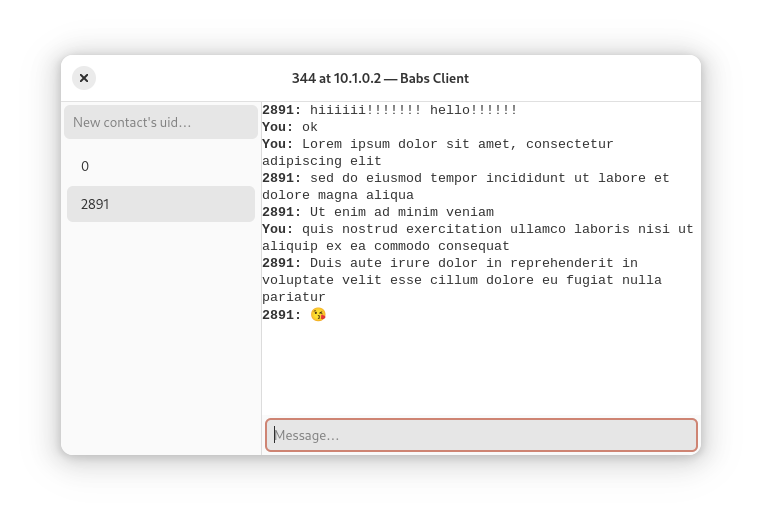 344 at 10.1.0.2 — Babs Client
New contact's uid…
0
2891
2891: hiiiiii!!!!!!! hello!!!!!!
You: ok
You: Lorem ipsum dolor sit amet, consectetur
adipiscing elit
2891: sed do eiusmod tempor incididunt ut labore et
dolore magna aliqua
2891: Ut enim ad minim veniam
You: quis nostrud exercitation ullamco laboris nisi ut
aliquip ex ea commodo consequat
2891: Duis aute irure dolor in reprehenderit in
voluptate velit esse cillum dolore eu fugiat nulla
pariatur
2891: 😘
Message…